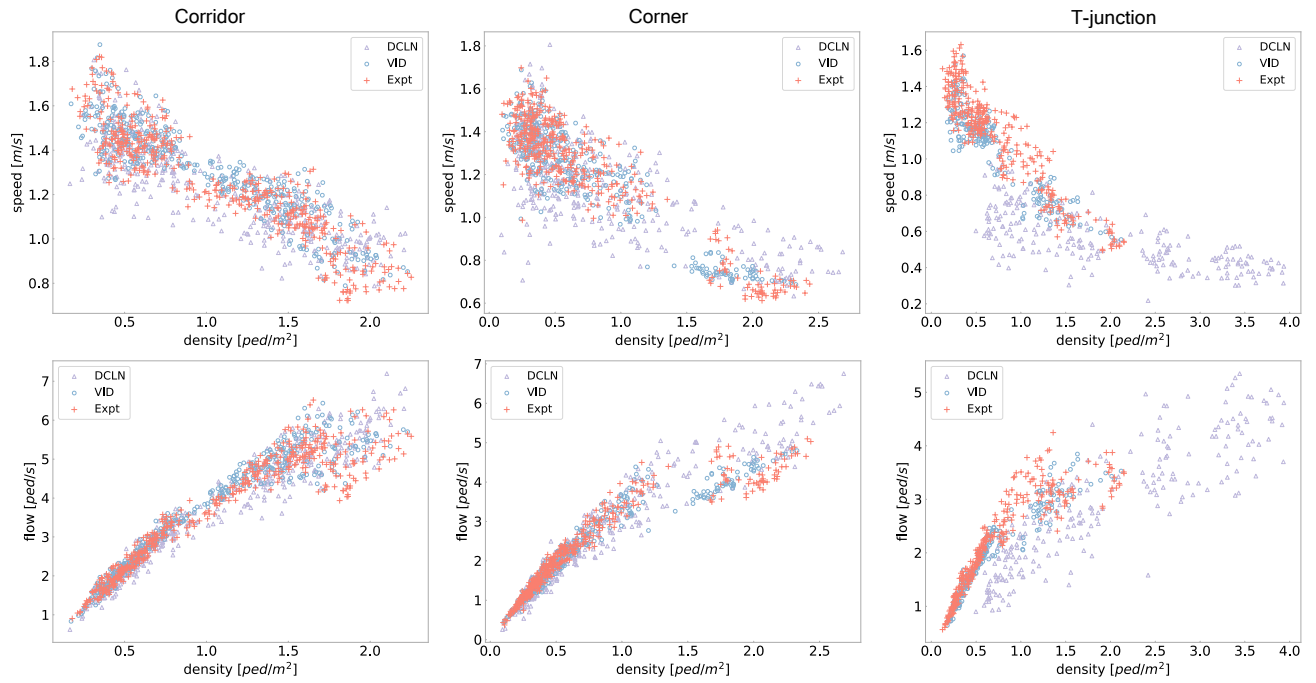 Corridor
Corner
T-junction
1.8
1.6
1.4
1.2
1.0
0.8
speed [m/s]
DCLN
VID
Expt
0.5
1.0
1.5
2.0
density [ped/m²]
1.8
1.6
1.4
1.2
1.0
0.8
0.6
speed [m/s]
DCLN
VID
Expt
0.0
0.5
1.0
1.5
2.0
2.5
density [ped/m²]
1.6
1.4
1.2
1.0
0.8
0.6
0.4
0.2
speed [m/s]
DCLN
VID
Expt
0.0
0.5
1.0
1.5
2.0
2.5
3.0
3.5
4.0
density [ped/m²]
7
6
5
4
3
2
1
flow [ped/s]
DCLN
VID
Expt
0.5
1.0
1.5
2.0
density [ped/m²]
7
6
5
4
3
2
1
0
flow [ped/s]
DCLN
VID
Expt
0.0
0.5
1.0
1.5
2.0
2.5
density [ped/m²]
5
4
3
2
1
flow [ped/s]
DCLN
VID
Expt
0.0
0.5
1.0
1.5
2.0
2.5
3.0
3.5
4.0
density [ped/m²]